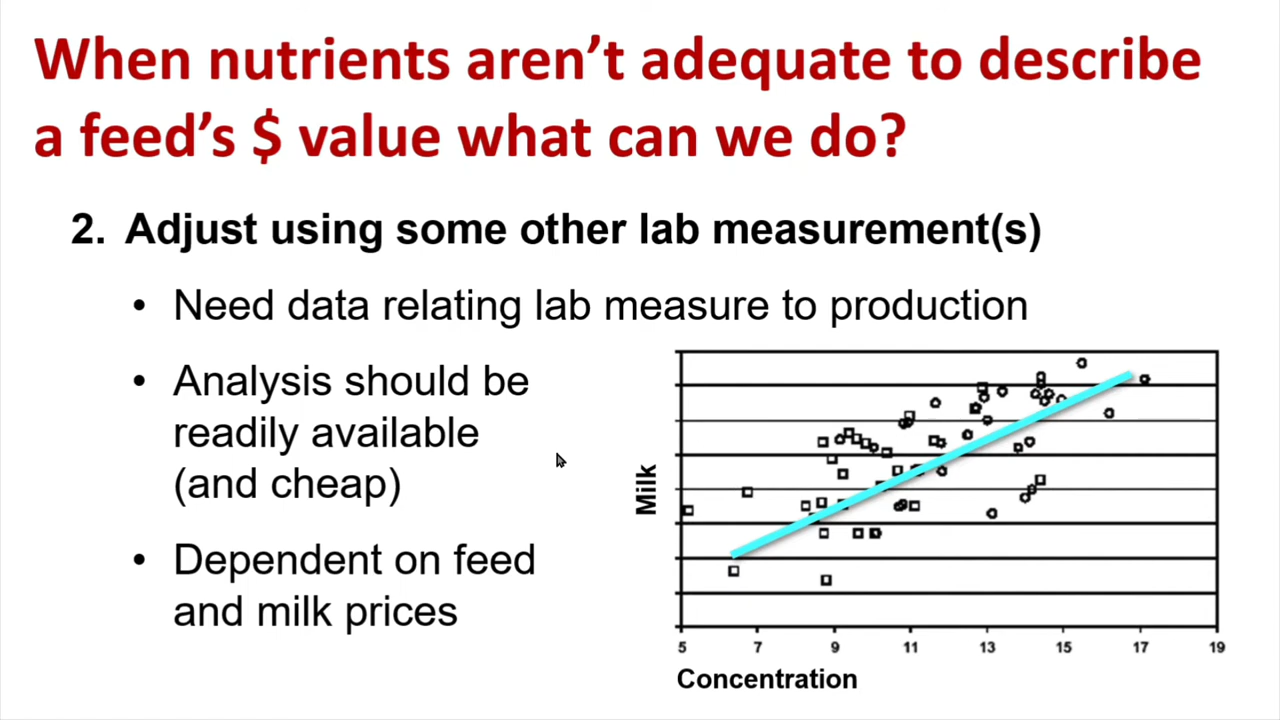 When nutrients aren’t adequate to describe
a feed’s $ value what can we do?
2. Adjust using some other lab measurement(s)
• Need data relating lab measure to production
• Analysis should be
readily available
(and cheap)
• Dependent on feed
and milk prices
Milk
5 7 9 11 13 15 17 19
Concentration